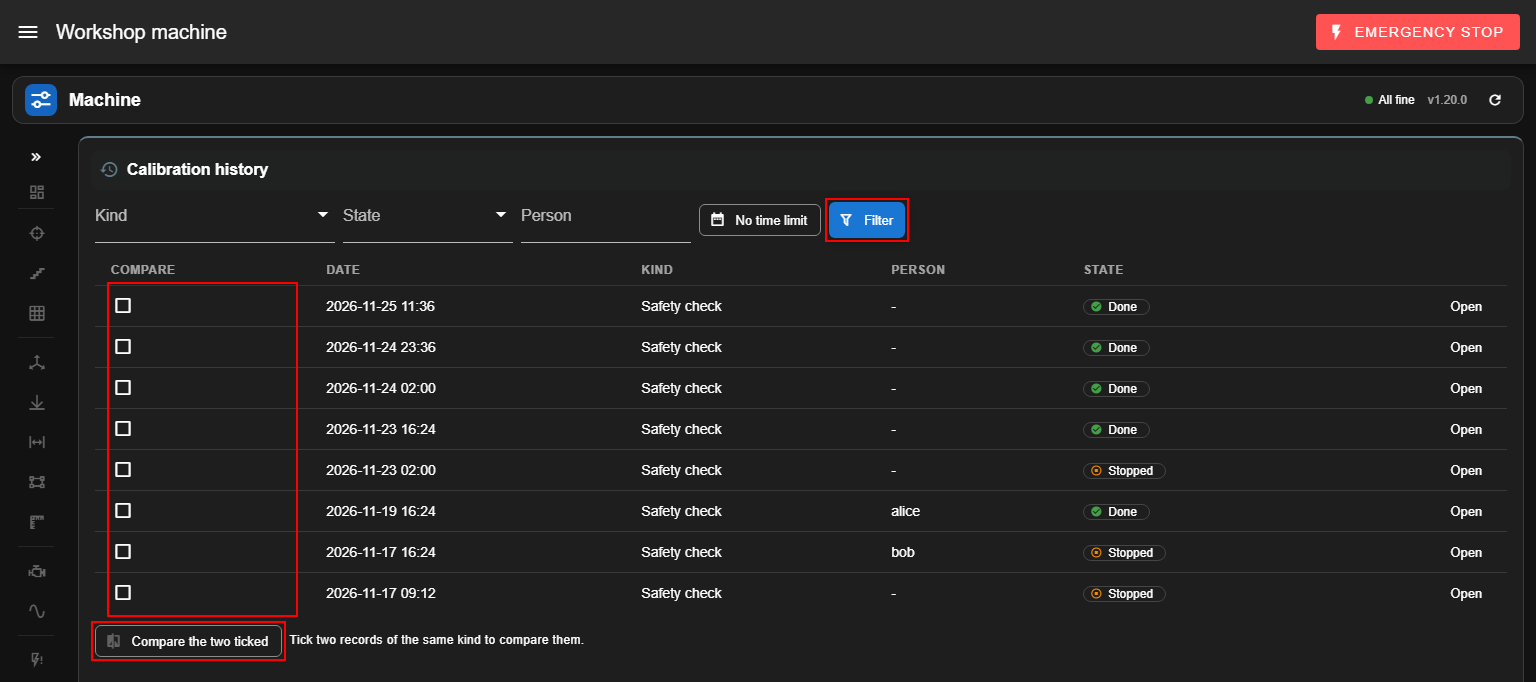 Workshop machine
EMERGENCY STOP
Machine
All fine v1.20.0
Calibration history
Kind State Person No time limit Filter
COMPARE DATE KIND PERSON STATE
2026-11-25 11:36 Safety check - Done Open
2026-11-24 23:36 Safety check - Done Open
2026-11-24 02:00 Safety check - Done Open
2026-11-23 16:24 Safety check - Done Open
2026-11-23 02:00 Safety check - Stopped Open
2026-11-19 16:24 Safety check alice Done Open
2026-11-17 16:24 Safety check bob Stopped Open
2026-11-17 09:12 Safety check - Stopped Open
Compare the two ticked Tick two records of the same kind to compare them.